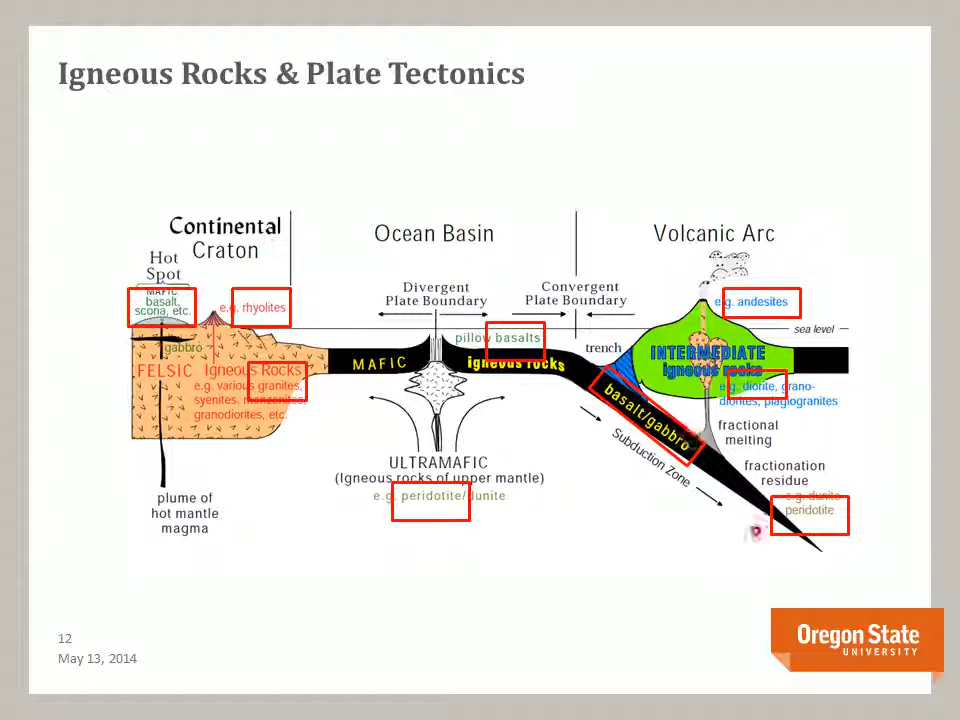 Igneous Rocks & Plate Tectonics
Continental
Craton
Ocean Basin
Volcanic Arc
Hot
Spot
MAFIC
basalt,
scoria, etc.
e.g. rhyolites
Divergent
Plate Boundary
Convergent
Plate Boundary
e.g. andesites
sea level
gabbro
pillow basalts
trench
FELSIC Igneous Rocks
e.g. various granites,
syenites. monzenites,
granodiorites, etc.
MAFIC
igneous rocks
INTERMEDIATE
igneous rocks
e.g. diorite, grano-
diorites, plagiogranites
basalt/gabbro
Subduction Zone
fractional
melting
ULTRAMAFIC
(Igneous rocks of upper mantle)
e.g. peridotite/dunite
fractionation
residue
e.g. dunite
peridotite
plume of
hot mantle
magma
12
May 13, 2014
Oregon State
UNIVERSITY